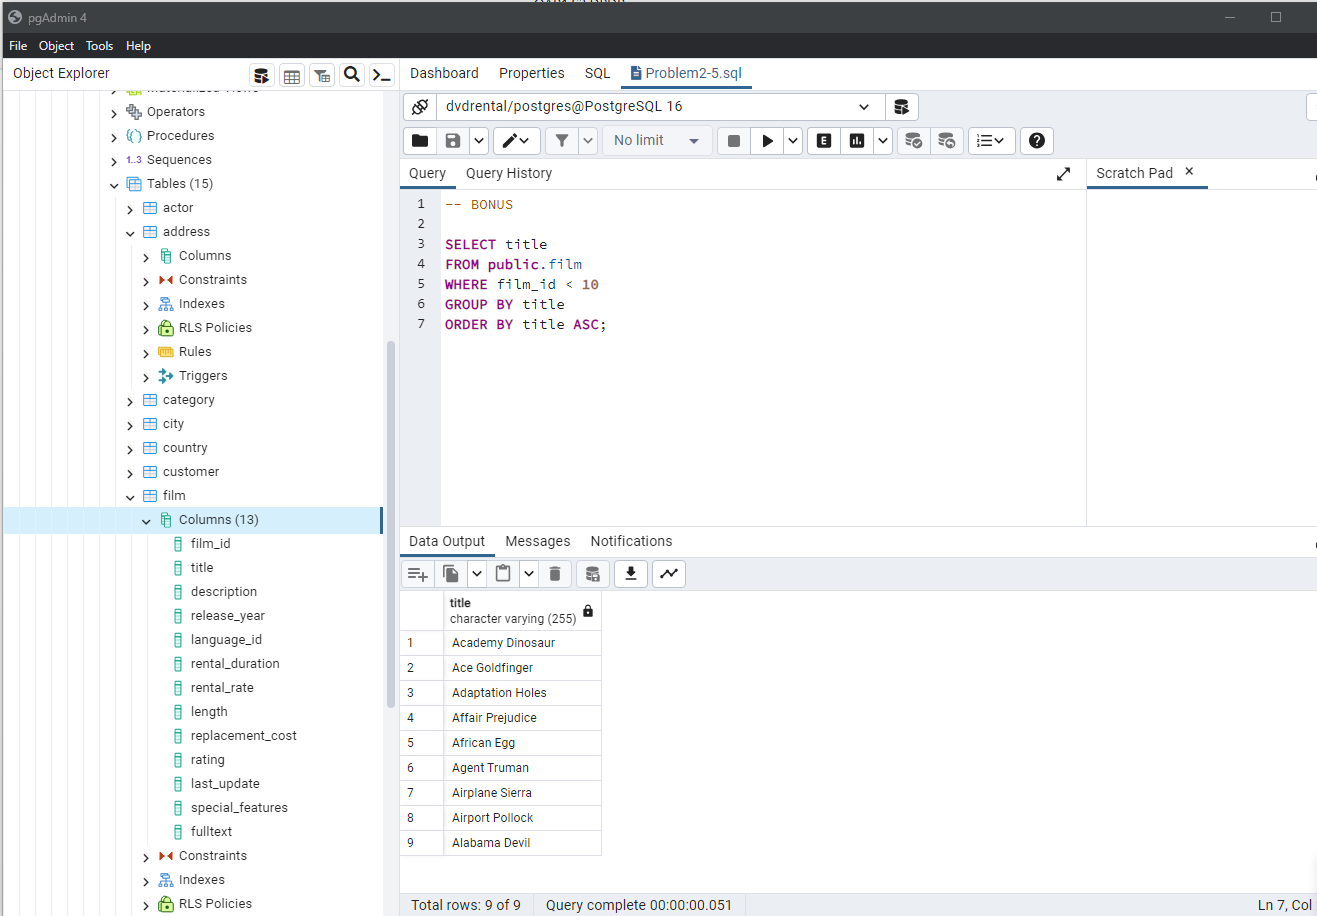 pgAdmin 4
File Object Tools Help
Object Explorer
Dashboard Properties SQL Problem2-5.sql
dvdrental/postgres@PostgreSQL 16
No limit
Query Query History
Scratch Pad
Operators
Procedures
1..3 Sequences
Tables (15)
actor
address
Columns
Constraints
Indexes
RLS Policies
Rules
Triggers
category
city
country
customer
film
Columns (13)
film_id
title
description
release_year
language_id
rental_duration
rental_rate
length
replacement_cost
rating
last_update
special_features
fulltext
Constraints
Indexes
RLS Policies
1 -- BONUS
2
3 SELECT title
4 FROM public.film
5 WHERE film_id < 10
6 GROUP BY title
7 ORDER BY title ASC;
Data Output Messages Notifications
title
character varying (255)
1 Academy Dinosaur
2 Ace Goldfinger
3 Adaptation Holes
4 Affair Prejudice
5 African Egg
6 Agent Truman
7 Airplane Sierra
8 Airport Pollock
9 Alabama Devil
Total rows: 9 of 9 Query complete 00:00:00.051
Ln 7, Col